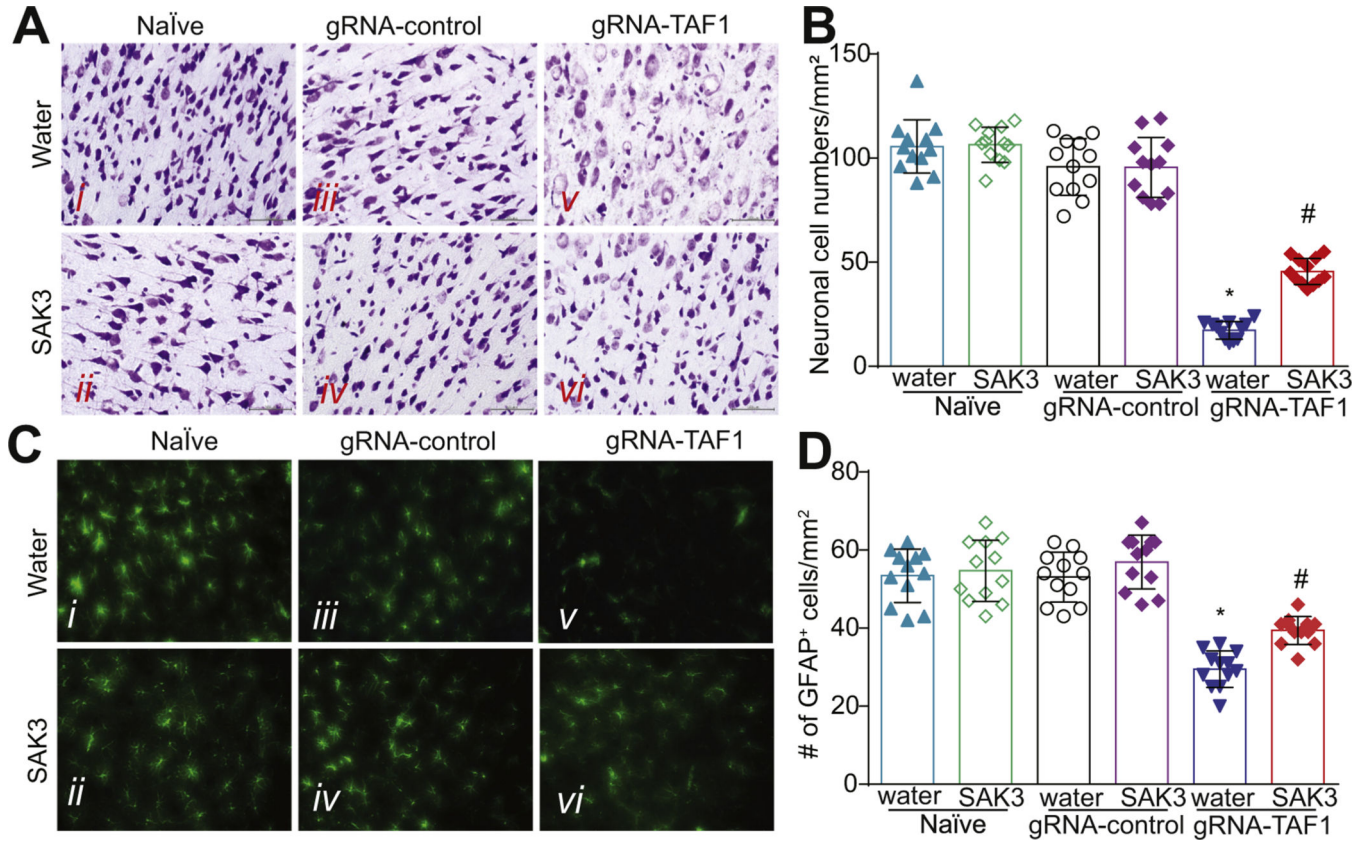 A
NaÏve
gRNA-control
gRNA-TAF1
Water
i
iii
v
SAK3
ii
iv
vi
B
Neuronal cell numbers/mm²
150
100
50
0
*
#
water SAK3 water SAK3 water SAK3
Naïve gRNA-control gRNA-TAF1
C
NaÏve
gRNA-control
gRNA-TAF1
Water
i
iii
v
SAK3
ii
iv
vi
D
# of GFAP⁺ cells/mm²
80
60
40
20
0
*
#
water SAK3 water SAK3 water SAK3
Naïve gRNA-control gRNA-TAF1